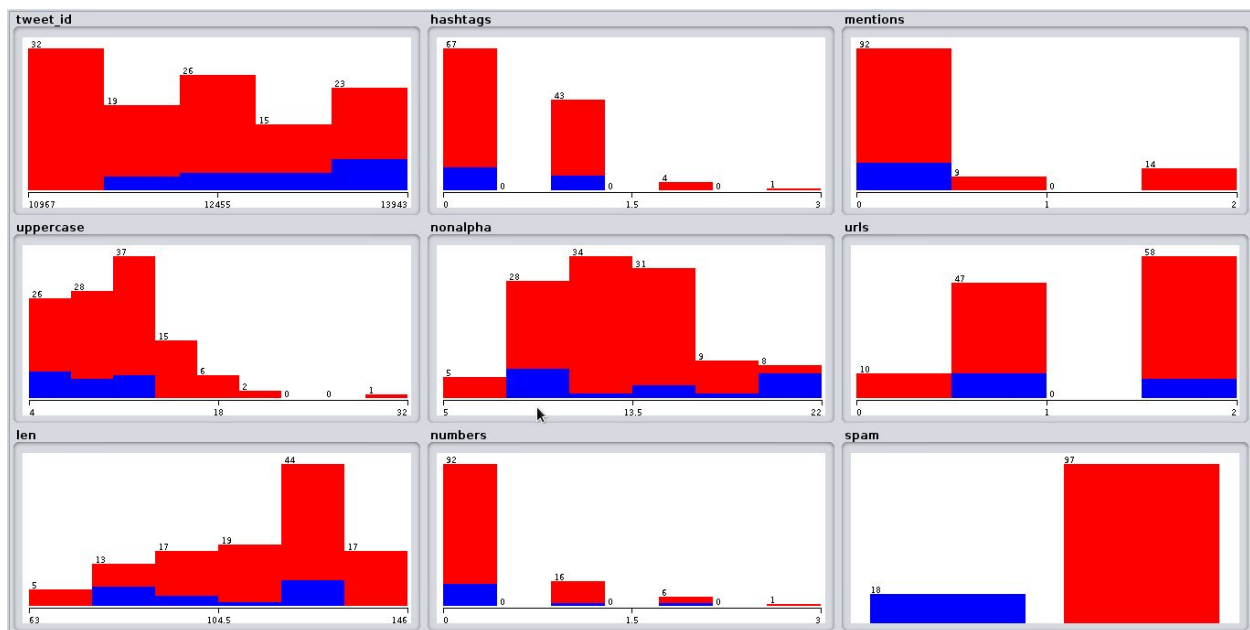 tweet_id
32
19
26
15
23
10967 12455 13943
hashtags
67
0
43
0
4
0
1
0 1.5 3
mentions
92
9
0
14
0 1 2
uppercase
26
28
37
15
6
2
0
0
1
4 18 32
nonalpha
5
28
34
31
9
8
5 13.5 22
urls
10
47
0
58
0 1 2
len
5
13
17
19
44
17
63 104.5 146
numbers
92
0
16
0
6
0
1
0 1.5 3
spam
18
97